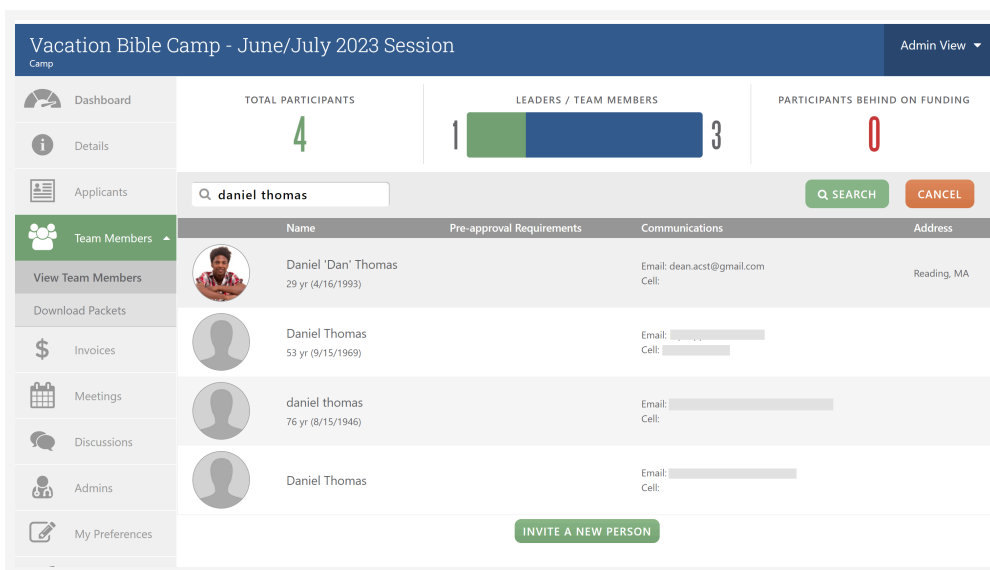 Vacation Bible Camp - June/July 2023 Session
Camp
Admin View
Dashboard
Details
Applicants
Team Members
View Team Members
Download Packets
Invoices
Meetings
Discussions
Admins
My Preferences
TOTAL PARTICIPANTS
4
LEADERS / TEAM MEMBERS
1 3
PARTICIPANTS BEHIND ON FUNDING
0
daniel thomas
SEARCH CANCEL
Name Pre-approval Requirements Communications Address
Daniel 'Dan' Thomas
29 yr (4/16/1993)
Email: dean.acst@gmail.com
Cell:
Reading, MA
Daniel Thomas
53 yr (9/15/1969)
Email:
Cell:
daniel thomas
76 yr (8/15/1946)
Email:
Cell:
Daniel Thomas
Email:
Cell:
INVITE A NEW PERSON